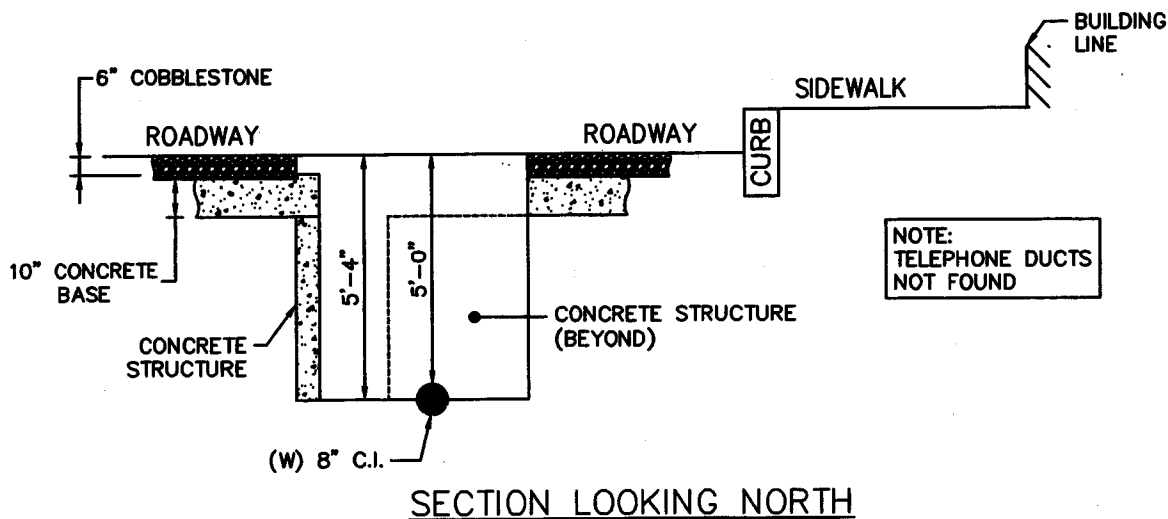 BUILDING
LINE
6" COBBLESTONE
SIDEWALK
ROADWAY
ROADWAY
CURB
10" CONCRETE
BASE
5'-4"
5'-0"
NOTE:
TELEPHONE DUCTS
NOT FOUND
CONCRETE STRUCTURE
(BEYOND)
CONCRETE
STRUCTURE
(W) 8" C.I.
SECTION LOOKING NORTH